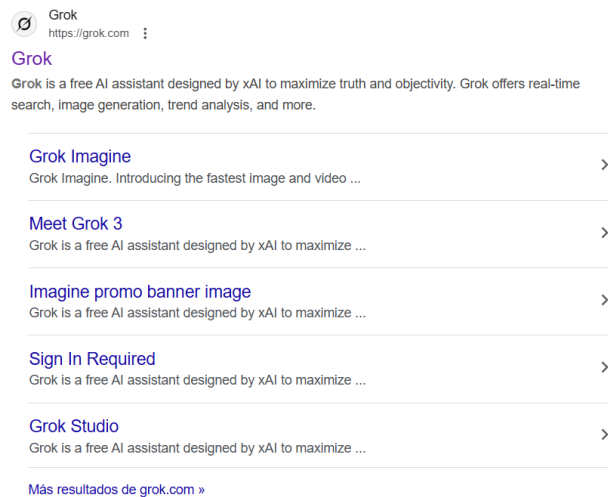 Grok
https://grok.com
Grok
Grok is a free AI assistant designed by xAI to maximize truth and objectivity. Grok offers real-time
search, image generation, trend analysis, and more.
Grok Imagine
Grok Imagine. Introducing the fastest image and video ...
Meet Grok 3
Grok is a free AI assistant designed by xAI to maximize ...
Imagine promo banner image
Grok is a free AI assistant designed by xAI to maximize ...
Sign In Required
Grok is a free AI assistant designed by xAI to maximize ...
Grok Studio
Grok is a free AI assistant designed by xAI to maximize ...
Más resultados de grok.com »